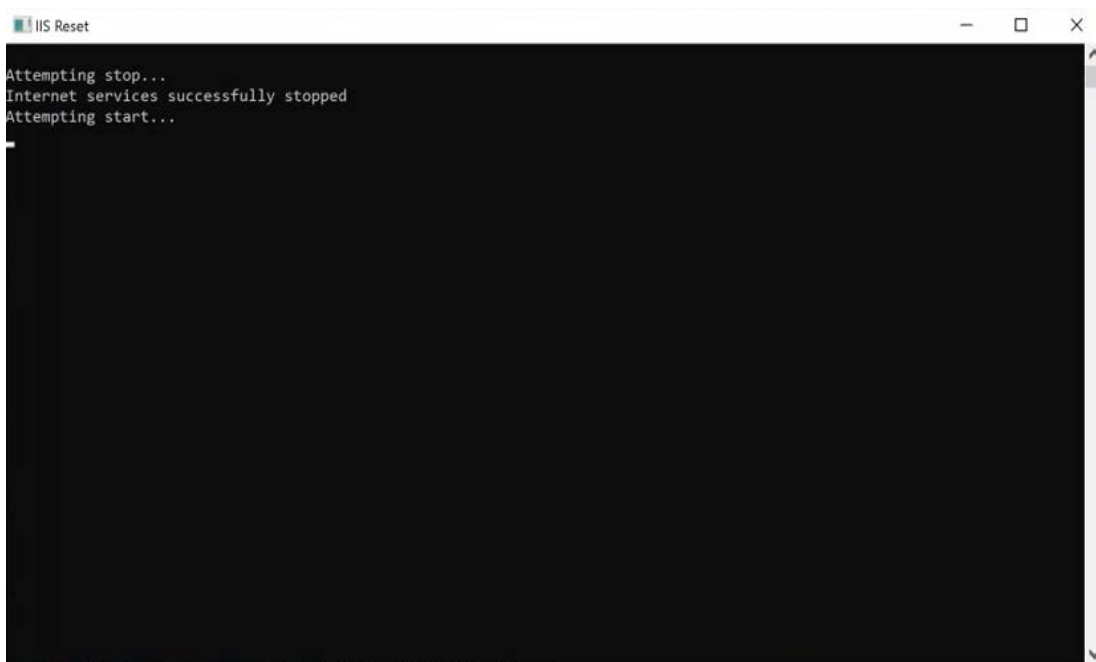 IIS Reset
Attempting stop...
Internet services successfully stopped
Attempting start...